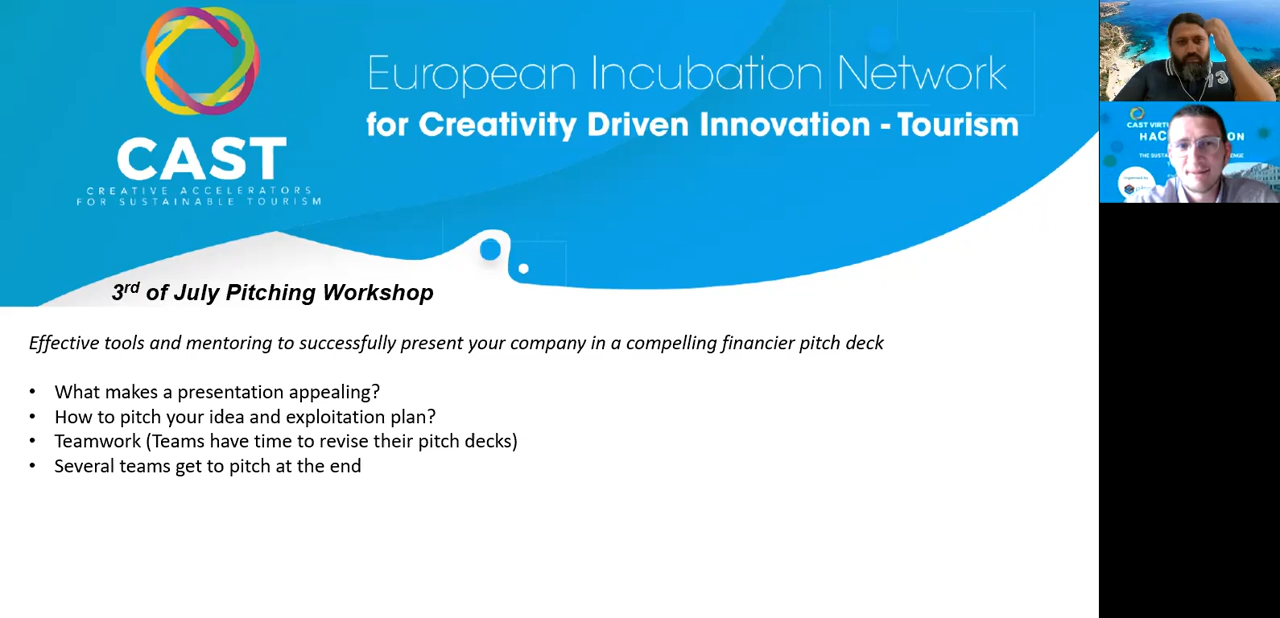 European Incubation Network
for Creativity Driven Innovation - Tourism
CAST
CREATIVE ACCELERATORS
FOR SUSTAINABLE TOURISM
3rd of July Pitching Workshop
Effective tools and mentoring to successfully present your company in a compelling financier pitch deck
• What makes a presentation appealing?
• How to pitch your idea and exploitation plan?
• Teamwork (Teams have time to revise their pitch decks)
• Several teams get to pitch at the end
73
CAST